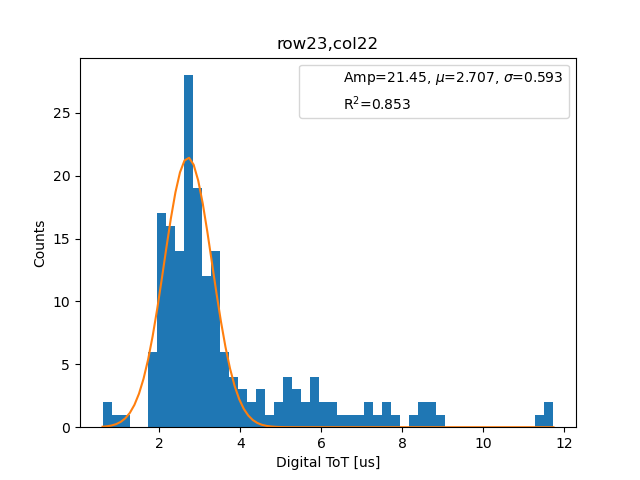 row23,col22
Amp=21.45, μ=2.707, σ=0.593
R²=0.853
25
20
15
10
5
0
Counts
2 4 6 8 10 12
Digital ToT [us]